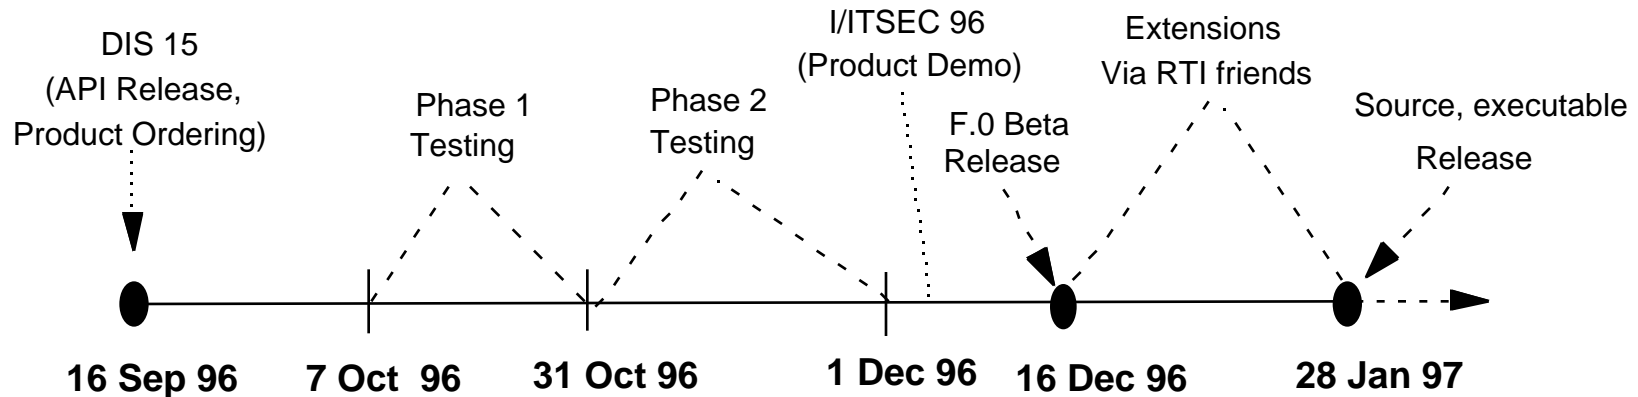 DIS 15
(API Release,
Product Ordering)
Phase 1
Testing
Phase 2
Testing
I/ITSEC 96
(Product Demo)
F.0 Beta
Release
Extensions
Via RTI friends
Source, executable
Release
16 Sep 96
7 Oct 96
31 Oct 96
1 Dec 96
16 Dec 96
28 Jan 97